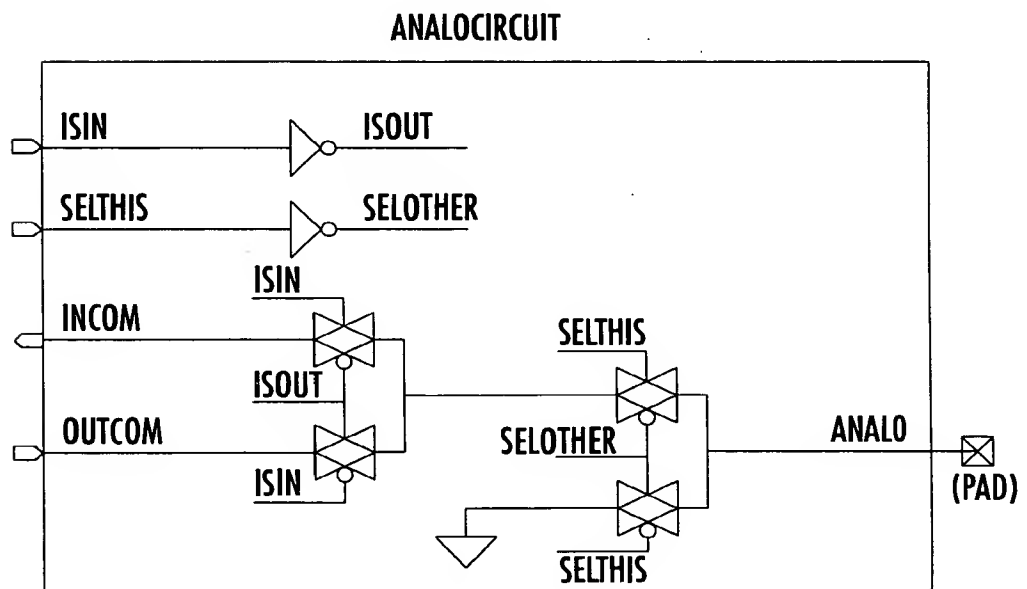 ANALOCIRCUIT
ISIN
ISOUT
SELTHIS
SELOTHER
ISIN
INCOM
SELTHIS
ISOUT
OUTCOM
SELOTHER
ANALO
ISIN
(PAD)
SELTHIS